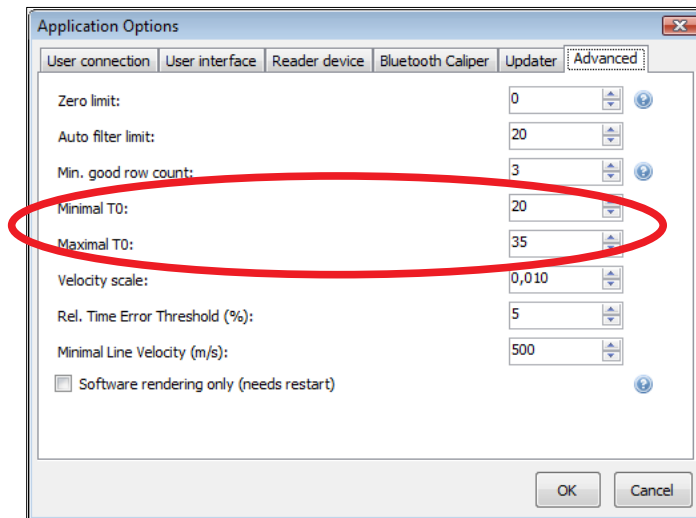 Application Options
User connection User interface Reader device Bluetooth Caliper Updater Advanced
Zero limit: 0
Auto filter limit: 20
Min. good row count: 3
Minimal T0: 20
Maximal T0: 35
Velocity scale: 0,010
Rel. Time Error Threshold (%): 5
Minimal Line Velocity (m/s): 500
Software rendering only (needs restart)
OK Cancel